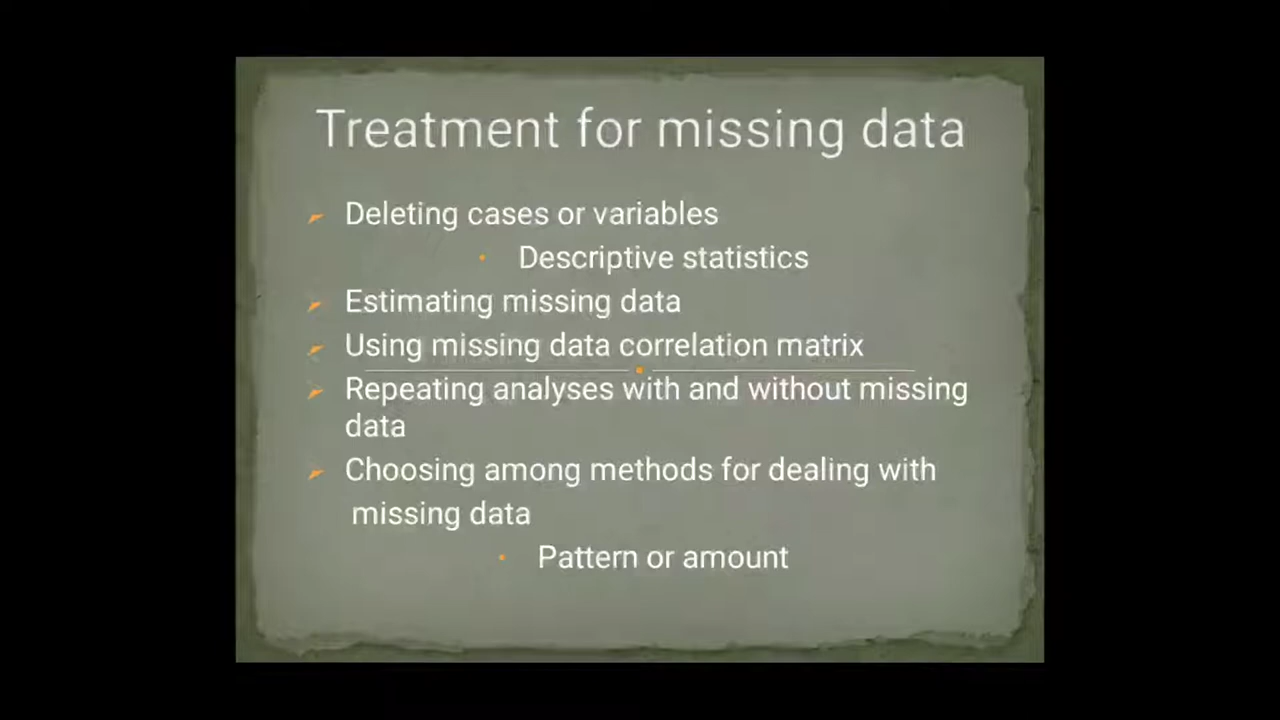 Treatment for missing data
Deleting cases or variables
Descriptive statistics
Estimating missing data
Using missing data correlation matrix
Repeating analyses with and without missing
data
Choosing among methods for dealing with
missing data
Pattern or amount